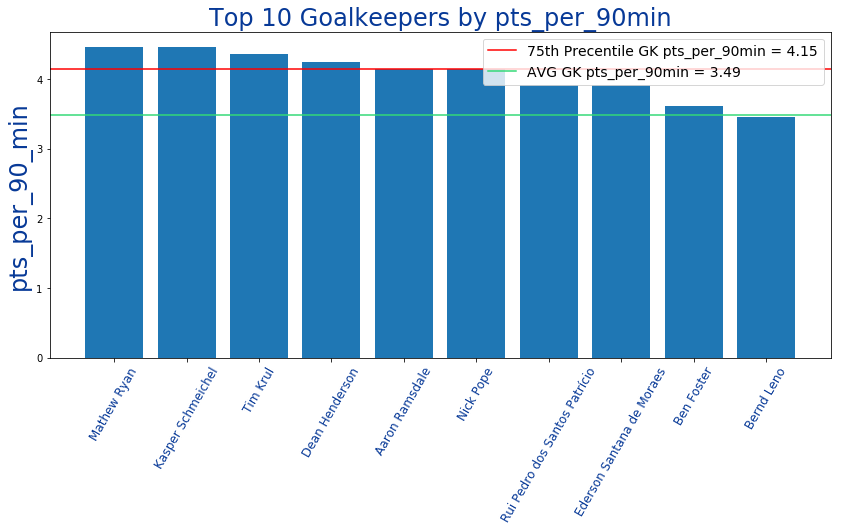 Top 10 Goalkeepers by pts_per_90min
75th Precentile GK pts_per_90min = 4.15
AVG GK pts_per_90min = 3.49
pts_per_90_min
4
3
2
1
0
Mathew Ryan
Kasper Schmeichel
Tim Krul
Dean Henderson
Aaron Ramsdale
Nick Pope
Rui Pedro dos Santos Patrício
Ederson Santana de Moraes
Ben Foster
Bernd Leno